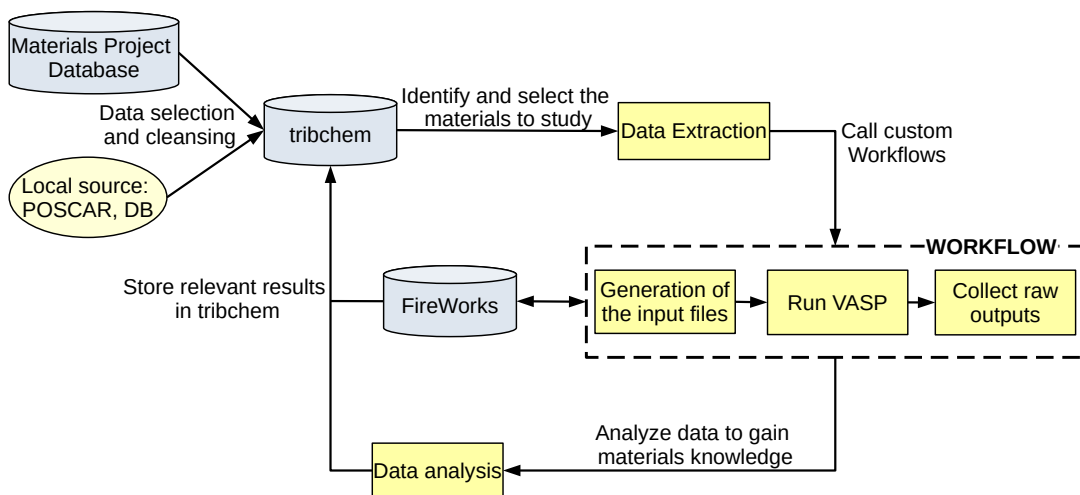 Materials Project
Database
Data selection
and cleansing
Local source:
POSCAR, DB
tribchem
Identify and select the
materials to study
Data Extraction
Call custom
Workflows
WORKFLOW
Generation of
the input files
Run VASP
Collect raw
outputs
FireWorks
Store relevant results
in tribchem
Analyze data to gain
materials knowledge
Data analysis